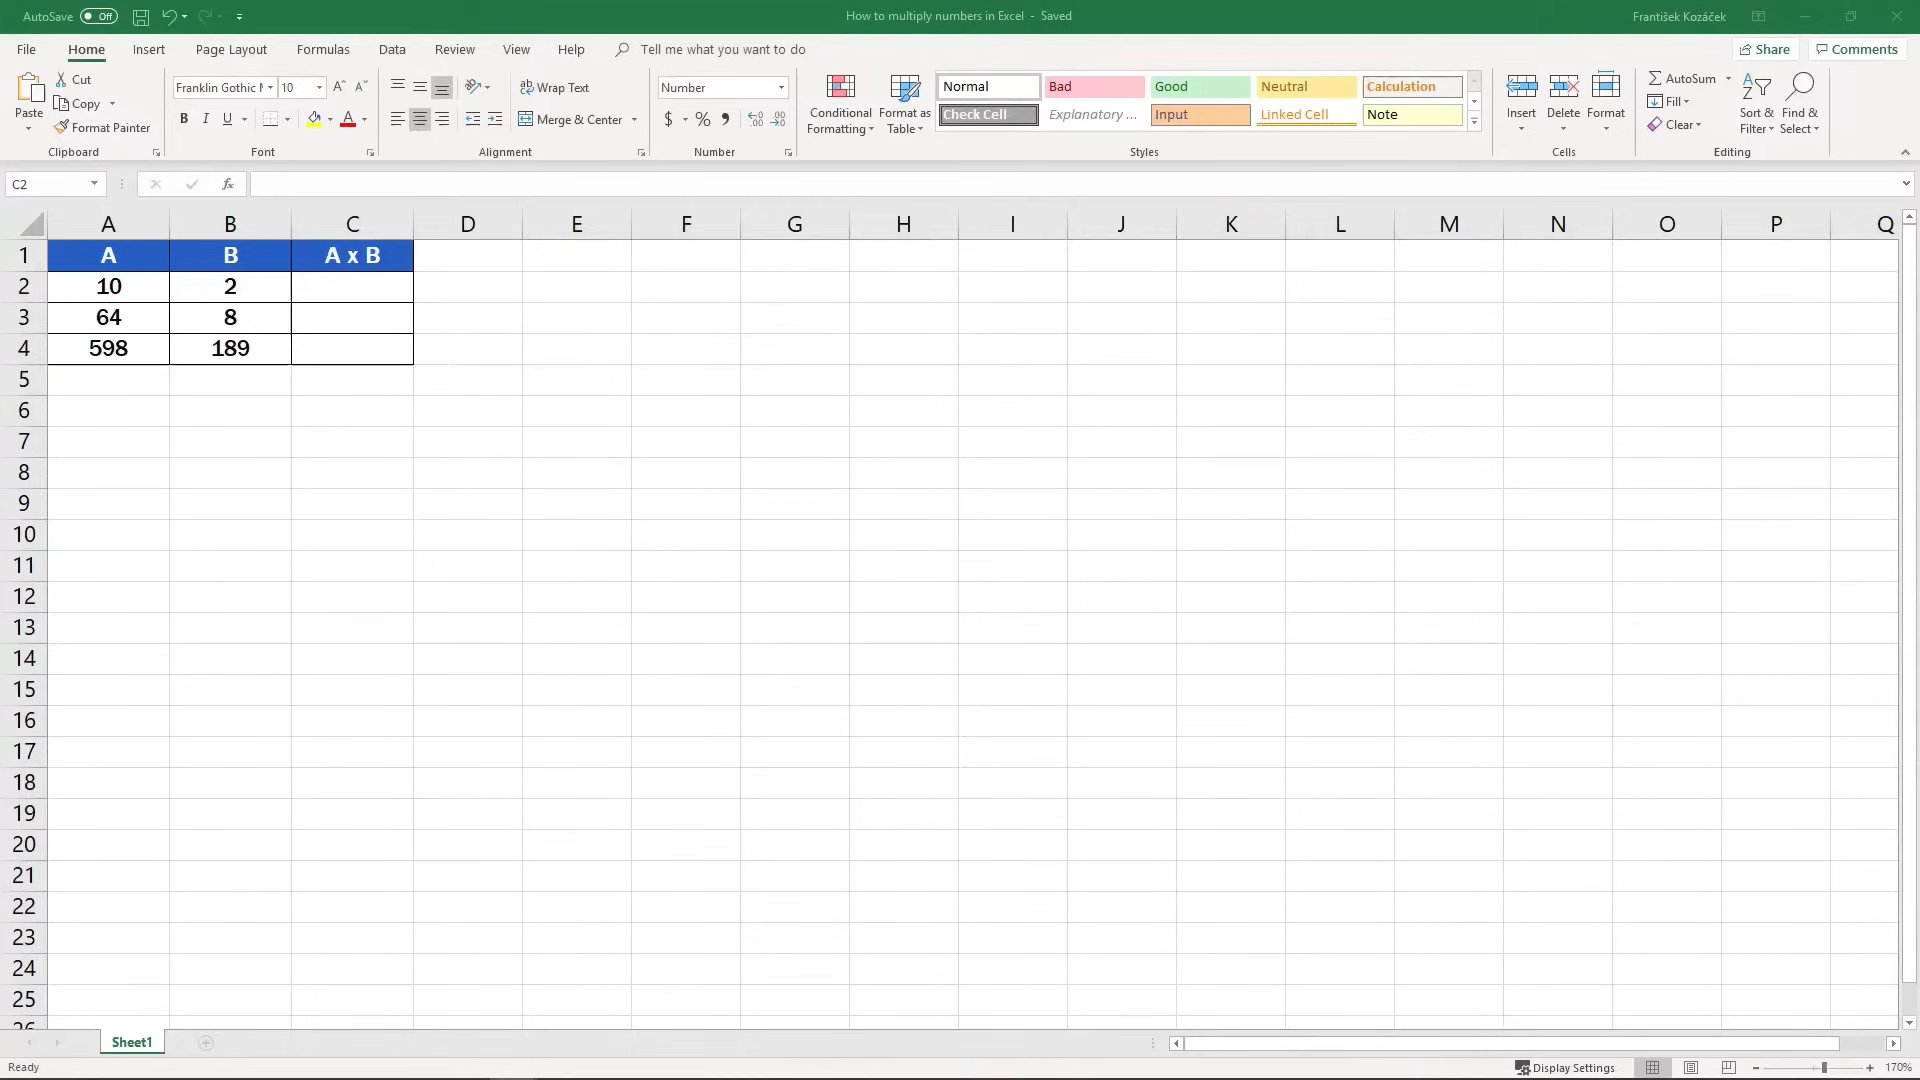 AutoSave Off How to multiply numbers in Excel - Saved František Kozáček
File Home Insert Page Layout Formulas Data Review View Help Tell me what you want to do Share Comments
Paste Cut Copy Format Painter
Clipboard
Franklin Gothic M 10
B I U A
Font
Wrap Text
Merge & Center
Alignment
Number
$ % , 
Number
Conditional Formatting
Format as Table
Normal Bad Good Neutral Calculation
Check Cell Explanatory ... Input Linked Cell Note
Styles
Insert Delete Format
Cells
AutoSum
Fill
Clear
Sort & Filter
Find & Select
Editing
C2 fx
A B C D E F G H I J K L M N O P Q
1 A B A x B
2 10 2
3 64 8
4 598 189
5
6
7
8
9
10
11
12
13
14
15
16
17
18
19
20
21
22
23
24
25
26
Sheet1
Ready Display Settings 170%